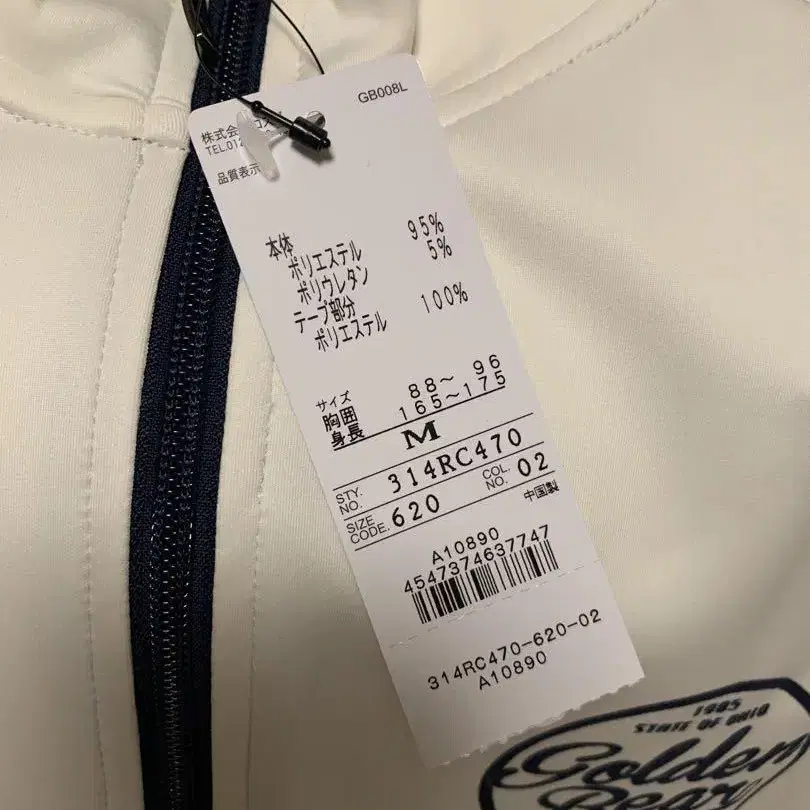 GB008L
株式会
TEL.012
品質表示
本体
ポリエステル 95%
ポリウレタン 5%
テープ部分
ポリエステル 100%
サイズ
胸囲 88～ 96
身長 165～175
M
STY. NO. 314RC470
SIZE CODE. 620 COL. NO. 02
中国製
A10890
4547374637747
314RC470-620-02
A10890
1985
STATE OF OHIO
Golden
Bear